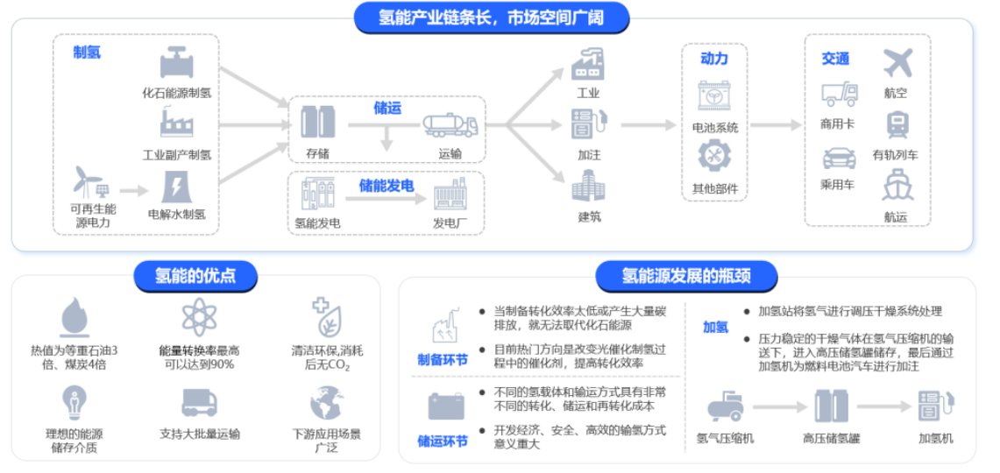 氢能产业链条长，市场空间广阔
制氢
化石能源制氢
工业副产制氢
可再生能
源电力
电解水制氢
储运
存储
运输
储能发电
氢能发电
发电厂
工业
加注
建筑
动力
电池系统
其他部件
交通
航空
商用卡
有轨列车
乘用车
航运
氢能的优点
热值为等重石油3
倍、煤炭4倍
能量转换率最高
可以达到90%
清洁环保,消耗
后无CO₂
理想的能源
储存介质
支持大批量运输
下游应用场景
广泛
氢能源发展的瓶颈
制备环节
● 当制备转化效率太低或产生大量碳
排放，就无法取代化石能源
● 目前热门方向是改变光催化制氢过
程中的催化剂，提高转化效率
储运环节
● 不同的氢载体和输运方式具有非常
不同的转化、储运和再转化成本
● 开发经济、安全、高效的输氢方式
意义重大
加氢
● 加氢站将氢气进行调压干燥系统处理
● 压力稳定的干燥气体在氢气压缩机的输
送下，进入高压储氢罐储存，最后通过
加氢机为燃料电池汽车进行加注
氢气压缩机
高压储氢罐
加氢机